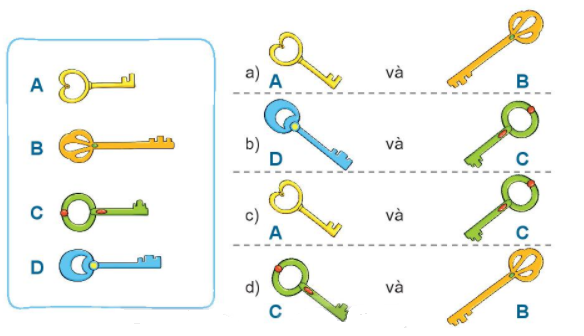 A
B
C
D
a) A và B
b) D và C
c) A và C
d) C và B